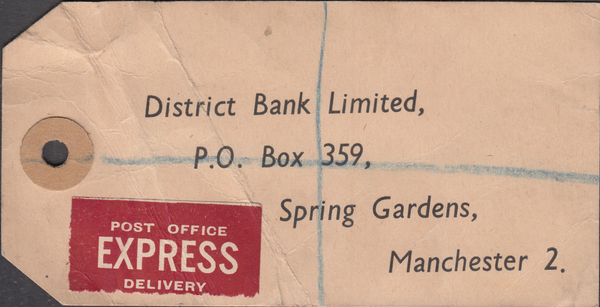 District Bank Limited,
P.O. Box 359,
Spring Gardens,
Manchester 2.
POST OFFICE
EXPRESS
DELIVERY